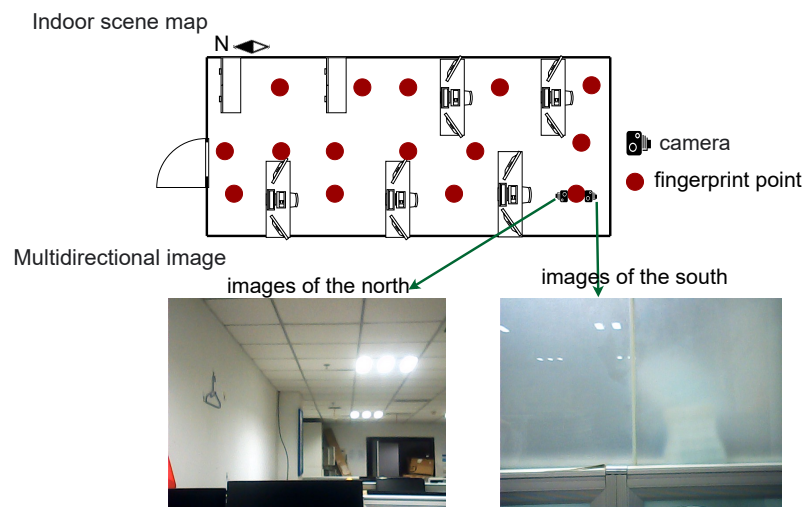 Indoor scene map
N
camera
fingerprint point
Multidirectional image
images of the north
images of the south